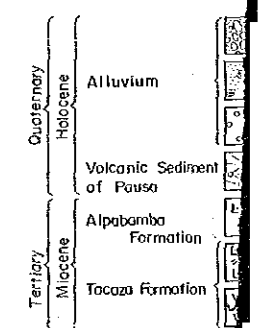 Quaternary
Holocene
Alluvium
Volcanic Sediment
of Pausa
Tertiary
Miocene
Alpabamba
Formation
Tacaza Formation